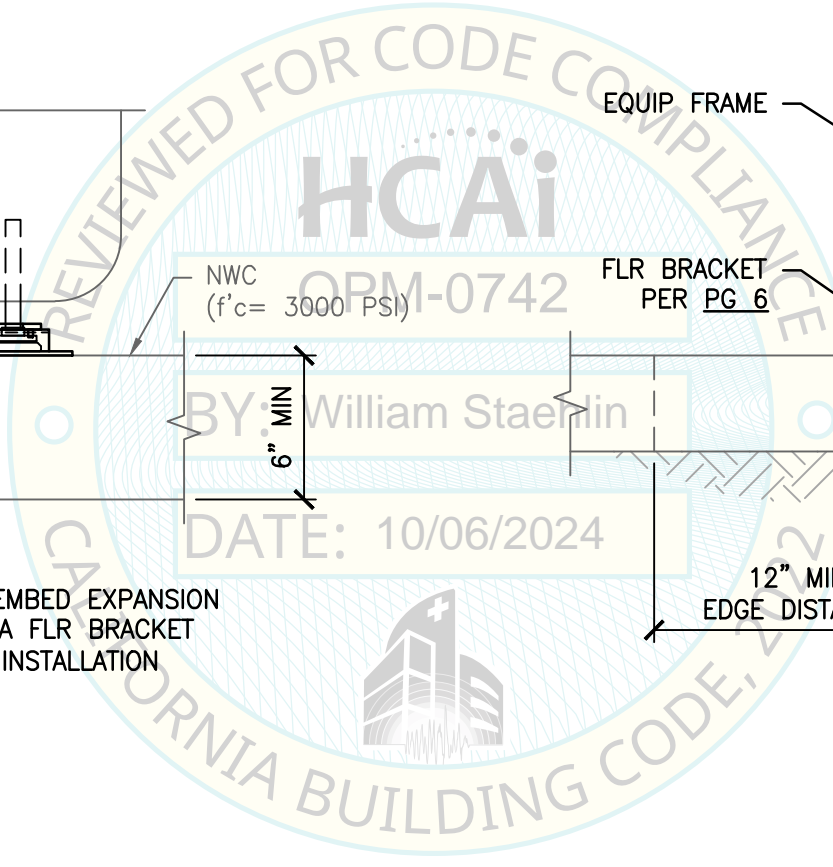 REVIEWED FOR CODE COMPLIANCE
HCAi
OPM-0742
BY: William Staehlin
DATE: 10/06/2024
CALIFORNIA BUILDING CODE, 2022
EQUIP FRAME
NWC
(f'c= 3000 PSI)
FLR BRACKET
PER PG 6
6" MIN
EMBED EXPANSION
A FLR BRACKET
INSTALLATION
12" MI
EDGE DISTA